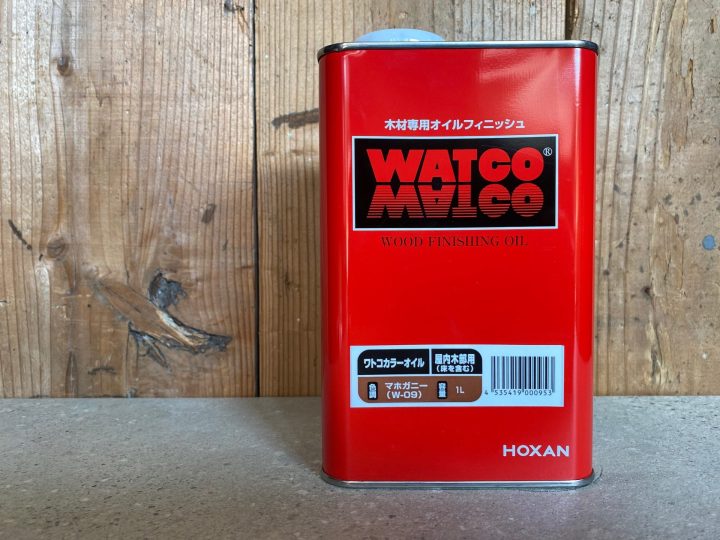 木材専用オイルフィニッシュ
WATCO®
WATCO
WOOD FINISHING OIL
ワトコカラーオイル
屋内木部用
(床を含む)
色調
マホガニー
(W-09)
容量
1L
4 535419 000953
HOXAN